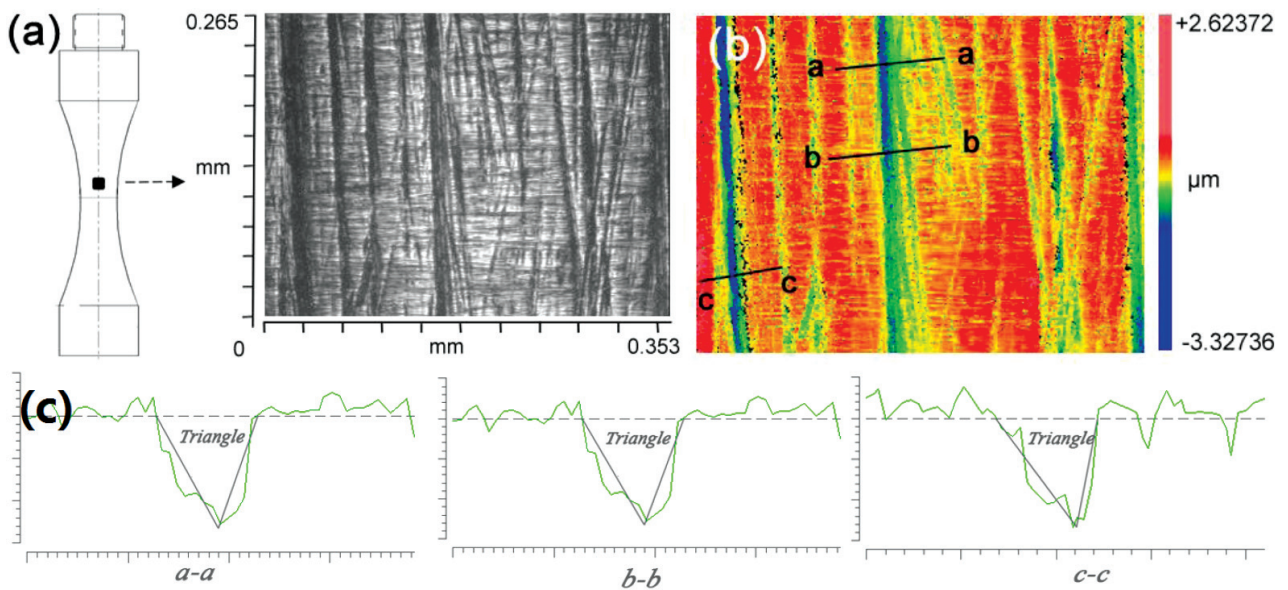 (a)
0.265
mm
0
mm
0.353
(b)
a
a
b
b
c
c
+2.62372
µm
-3.32736
(c)
Triangle
Triangle
Triangle
a-a
b-b
c-c